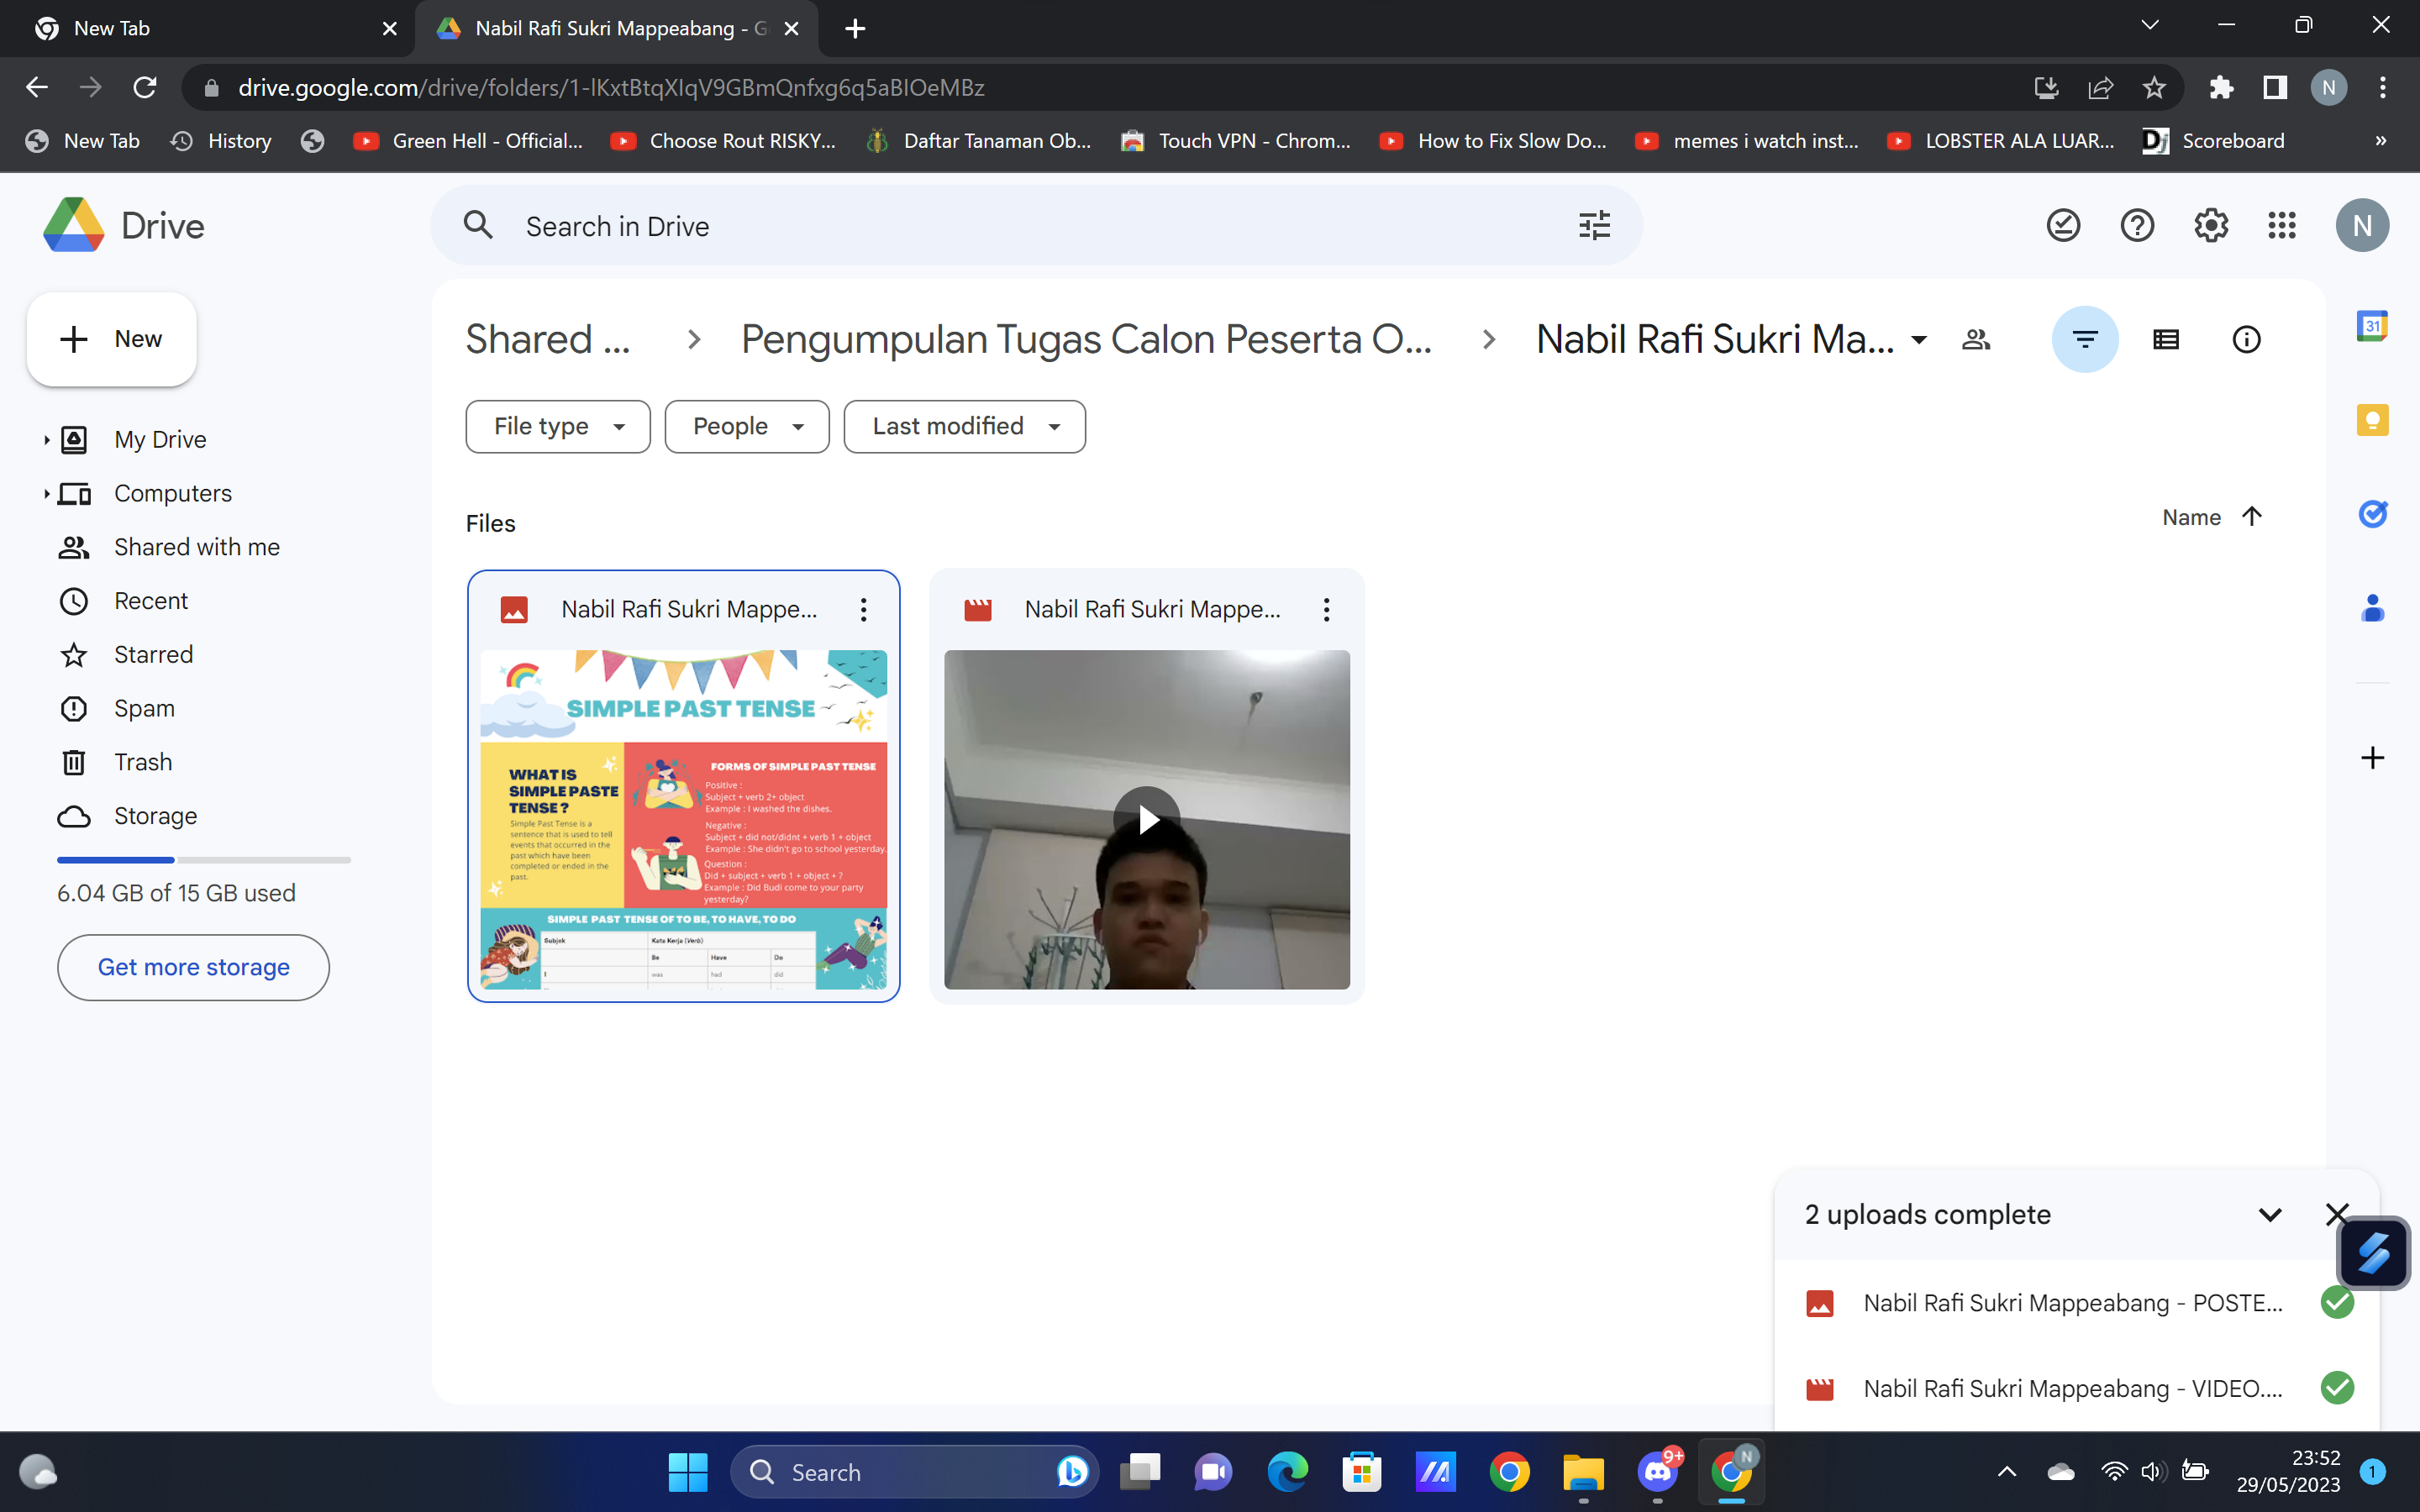 New Tab
Nabil Rafi Sukri Mappeabang - G
drive.google.com/drive/folders/1-lKxtBtqXIqV9GBmQnfxg6q5aBIOeMBz
N
New Tab
History
Green Hell - Official...
Choose Rout RISKY...
Daftar Tanaman Ob...
Touch VPN - Chrom...
How to Fix Slow Do...
memes i watch inst...
LOBSTER ALA LUAR...
Scoreboard
»
Drive
Search in Drive
N
New
Shared ...
Pengumpulan Tugas Calon Peserta O...
Nabil Rafi Sukri Ma...
File type
People
Last modified
My Drive
Computers
Shared with me
Recent
Starred
Spam
Trash
Storage
6.04 GB of 15 GB used
Get more storage
31
Files
Name
Nabil Rafi Sukri Mappe...
SIMPLE PAST TENSE
WHAT IS
SIMPLE PASTE
TENSE ?
Simple Past Tense is a
sentence that is used to tell
events that occurred in the
past which have been
completed or ended in the
past.
FORMS OF SIMPLE PAST TENSE
Positive :
Subject + verb 2+ object
Example : I washed the dishes.
Negative :
Subject + did not/didnt + verb 1 + object
Example : She didn't go to school yesterday.
Question :
Did + subject + verb 1 + object + ?
Example : Did Budi come to your party
yesterday?
SIMPLE PAST TENSE OF TO BE, TO HAVE, TO DO
Subjek Kata Kerja (Verb)
Be Have Do
I was had did
Nabil Rafi Sukri Mappe...
2 uploads complete
Nabil Rafi Sukri Mappeabang - POSTE...
Nabil Rafi Sukri Mappeabang - VIDEO....
Search
9+
N
23:52
29/05/2023
1